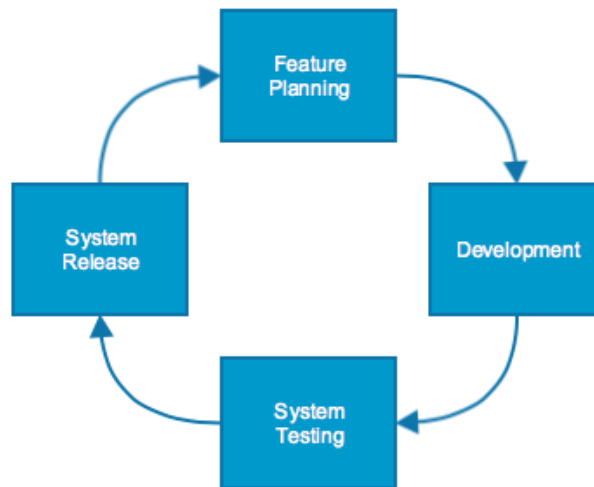 Feature
Planning
Development
System
Testing
System
Release